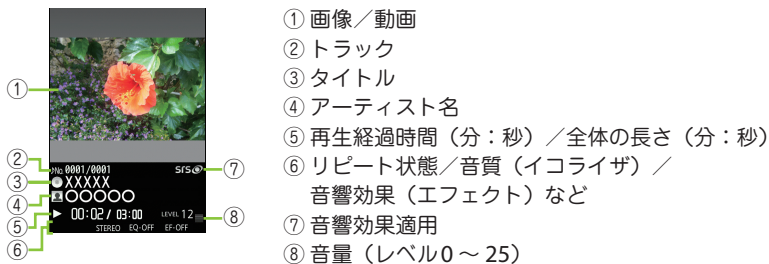 ① 画像／動画
② トラック
③ タイトル
④ アーティスト名
⑤ 再生経過時間（分：秒）／全体の長さ（分：秒）
⑥ リピート状態／音質（イコライザ）／
音響効果（エフェクト）など
⑦ 音響効果適用
⑧ 音量（レベル0～25）
①
② ♪No. 0001/0001 SrS ⑦
③ XXXXX
④ ○○○○○
⑤ 00:02 / 03:00 LEVEL 12 ⑧
⑥ STEREO EQ-OFF EF-OFF